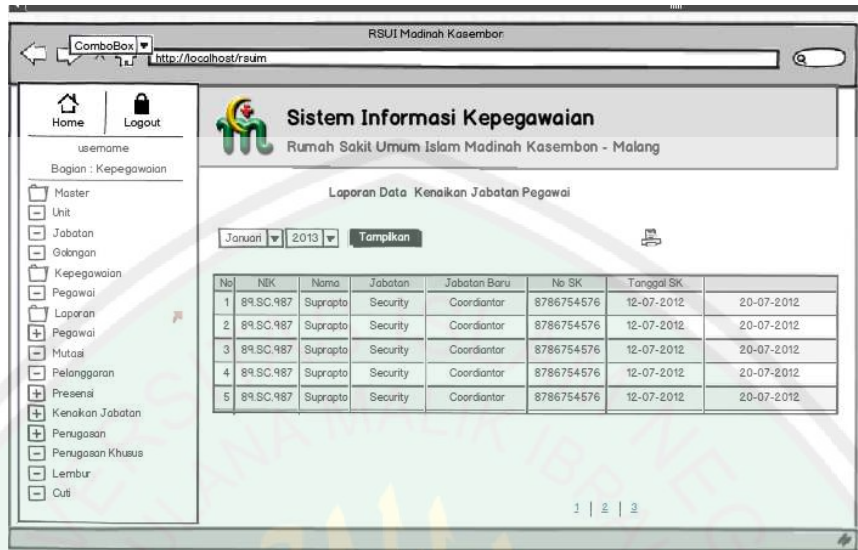 RSUI Madinah Kasembon
ComboBox
http://localhost/rsuim
Home Logout
username
Bagian : Kepegawaian
Master
Unit
Jabatan
Golongan
Kepegawaian
Pegawai
Laporan
Pegawai
Mutasi
Pelanggaran
Presensi
Kenaikan Jabatan
Penugasan
Penugasan Khusus
Lembur
Cuti
Sistem Informasi Kepegawaian
Rumah Sakit Umum Islam Madinah Kasembon - Malang
Laporan Data Kenaikan Jabatan Pegawai
Januari 2013 Tampilkan
No NIK Nama Jabatan Jabatan Baru No SK Tanggal SK
1 89.SC.987 Suprapto Security Coordiantor 8786754576 12-07-2012 20-07-2012
2 89.SC.987 Suprapto Security Coordiantor 8786754576 12-07-2012 20-07-2012
3 89.SC.987 Suprapto Security Coordiantor 8786754576 12-07-2012 20-07-2012
4 89.SC.987 Suprapto Security Coordiantor 8786754576 12-07-2012 20-07-2012
5 89.SC.987 Suprapto Security Coordiantor 8786754576 12-07-2012 20-07-2012
1 | 2 | 3